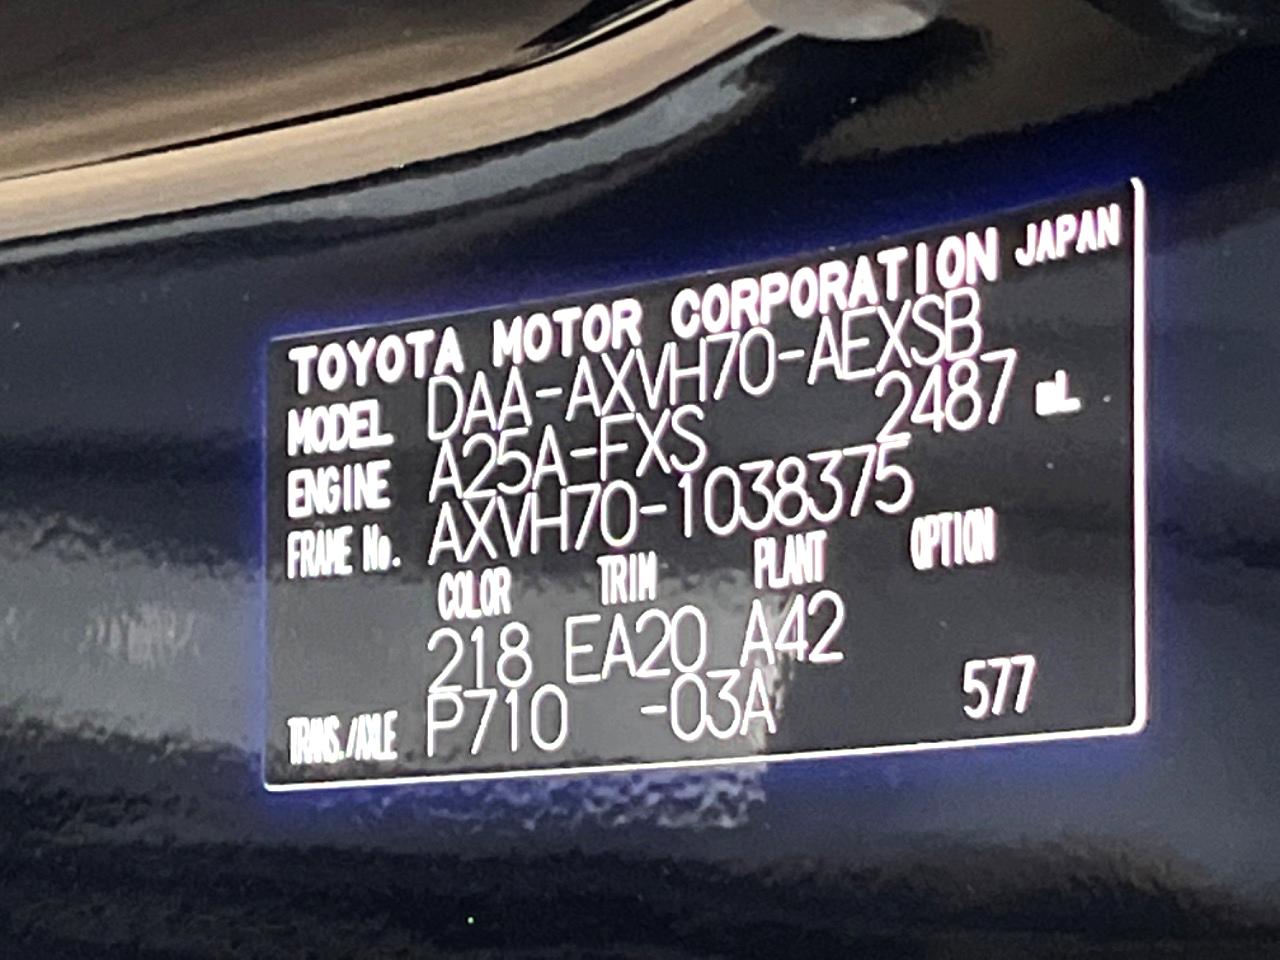 TOYOTA MOTOR CORPORATION JAPAN
MODEL DAA-AXVH70-AEXSB
ENGINE A25A-FXS 2487 mL
FRAME No. AXVH70-1038375
COLOR TRIM PLANT OPTION
218 EA20 A42
TRANS./AXLE P710 -03A 577